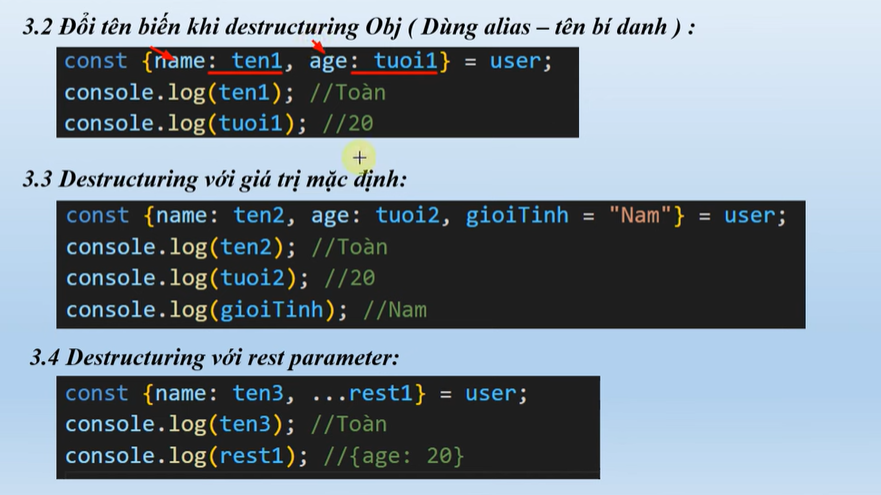 3.2 Đổi tên biến khi destructuring Obj ( Dùng alias – tên bí danh ) :
const {name: ten1, age: tuoi1} = user;
console.log(ten1); //Toàn
console.log(tuoi1); //20
3.3 Destructuring với giá trị mặc định:
const {name: ten2, age: tuoi2, gioiTinh = "Nam"} = user;
console.log(ten2); //Toàn
console.log(tuoi2); //20
console.log(gioiTinh); //Nam
3.4 Destructuring với rest parameter:
const {name: ten3, ...rest1} = user;
console.log(ten3); //Toàn
console.log(rest1); //{age: 20}